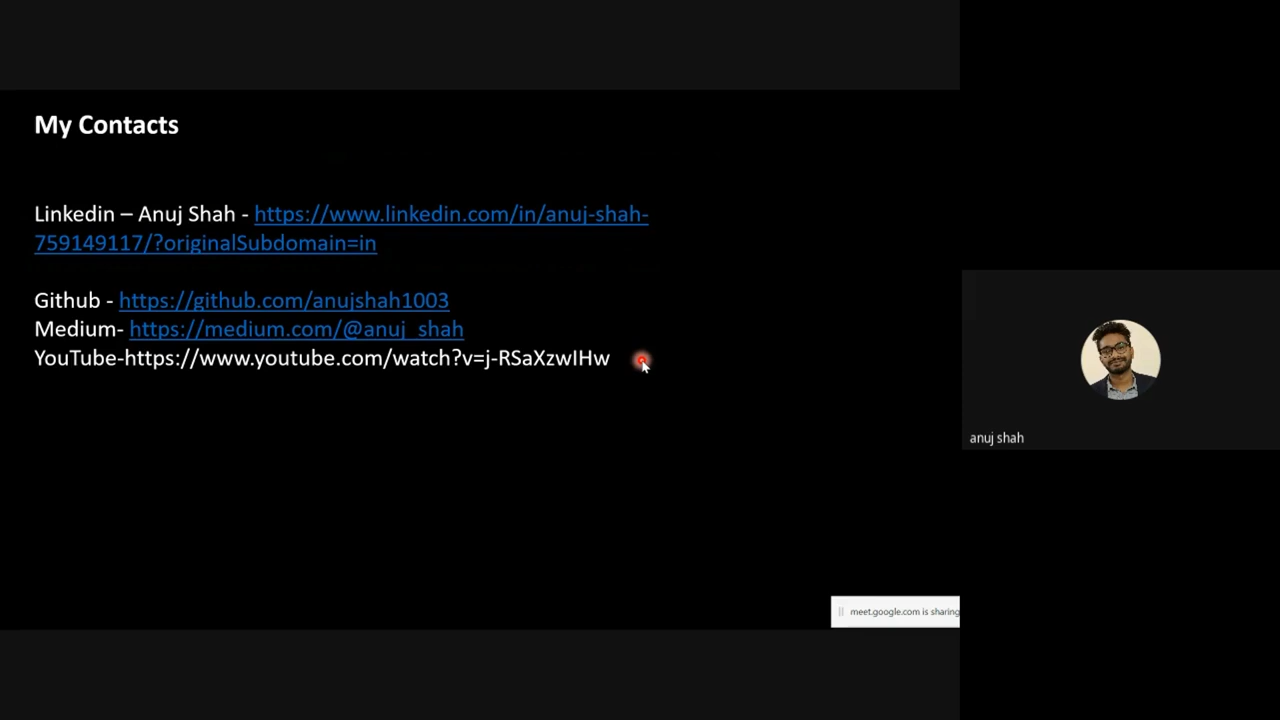 My Contacts
Linkedin – Anuj Shah - https://www.linkedin.com/in/anuj-shah-
759149117/?originalSubdomain=in
Github - https://github.com/anujshah1003
Medium- https://medium.com/@anuj_shah
YouTube-https://www.youtube.com/watch?v=j-RSaXzwIHw
anuj shah
meet.google.com is sharing